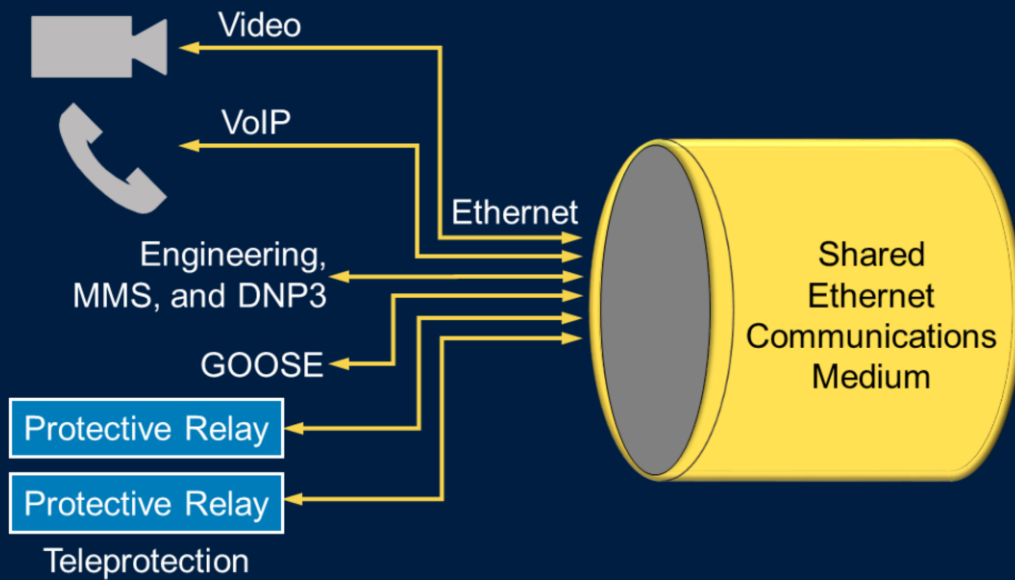 Video
VoIP
Ethernet
Engineering,
MMS, and DNP3
GOOSE
Protective Relay
Protective Relay
Teleprotection
Shared
Ethernet
Communications
Medium